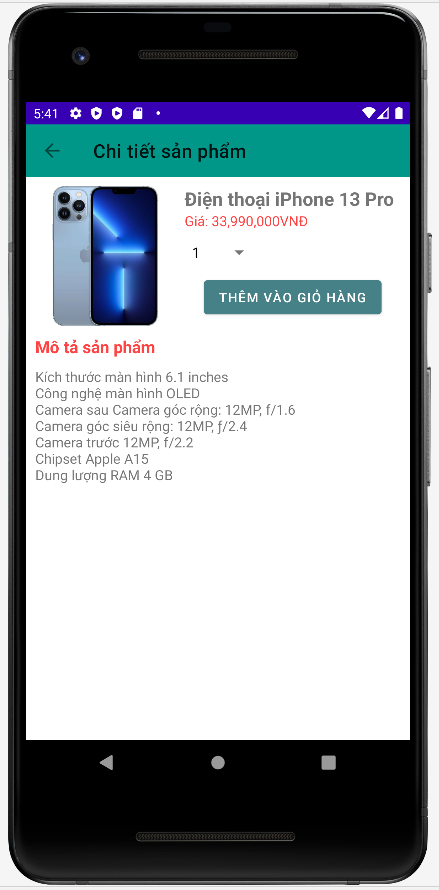 5:41
Chi tiết sản phẩm
Điện thoại iPhone 13 Pro
Giá: 33,990,000VNĐ
1
THÊM VÀO GIỎ HÀNG
Mô tả sản phẩm
Kích thước màn hình 6.1 inches
Công nghệ màn hình OLED
Camera sau Camera góc rộng: 12MP, f/1.6
Camera góc siêu rộng: 12MP, ƒ/2.4
Camera trước 12MP, f/2.2
Chipset Apple A15
Dung lượng RAM 4 GB